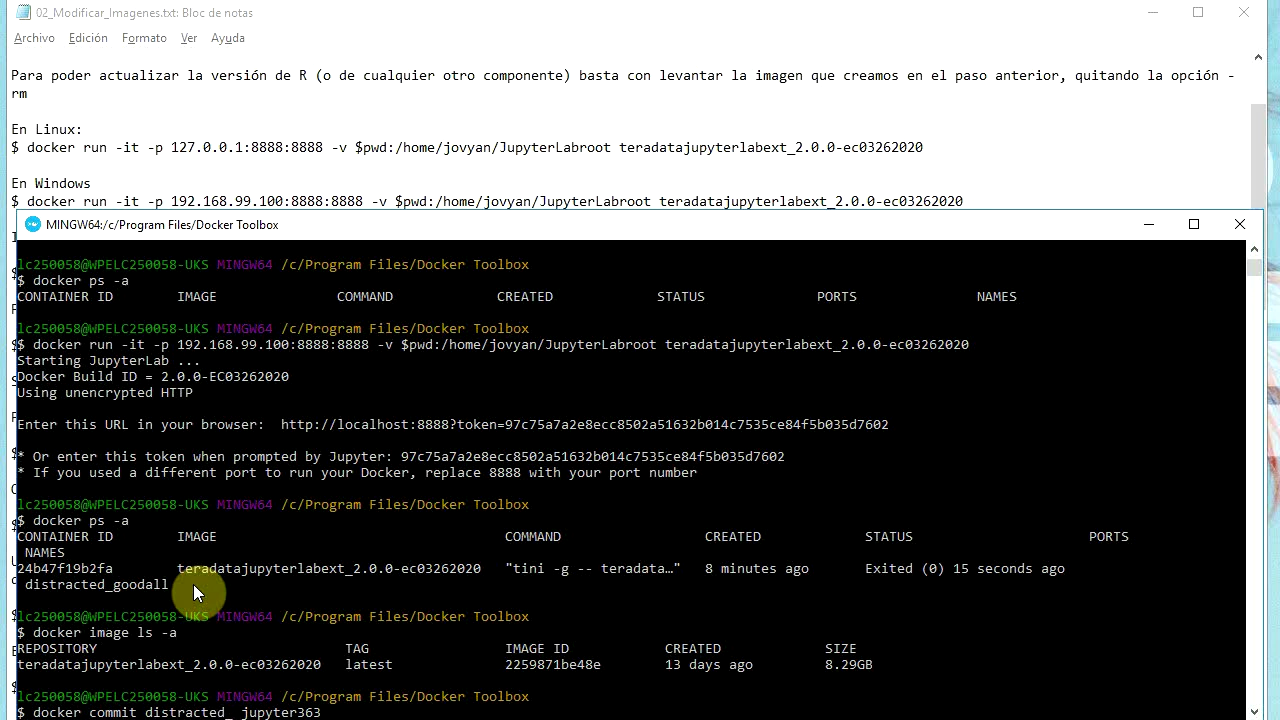 02_Modificar_Imagenes.txt: Bloc de notas
Archivo Edición Formato Ver Ayuda
Para poder actualizar la versión de R (o de cualquier otro componente) basta con levantar la imagen que creamos en el paso anterior, quitando la opción -
rm
En Linux:
$ docker run -it -p 127.0.0.1:8888:8888 -v $pwd:/home/jovyan/JupyterLabroot teradatajupyterlabext_2.0.0-ec03262020
En Windows
$ docker run -it -p 192.168.99.100:8888:8888 -v $pwd:/home/jovyan/JupyterLabroot teradatajupyterlabext_2.0.0-ec03262020
MINGW64:/c/Program Files/Docker Toolbox
lc250058@WPELC250058-UKS MINGW64 /c/Program Files/Docker Toolbox
$ docker ps -a
CONTAINER ID IMAGE COMMAND CREATED STATUS PORTS NAMES
lc250058@WPELC250058-UKS MINGW64 /c/Program Files/Docker Toolbox
$ docker run -it -p 192.168.99.100:8888:8888 -v $pwd:/home/jovyan/JupyterLabroot teradatajupyterlabext_2.0.0-ec03262020
Starting JupyterLab ...
Docker Build ID = 2.0.0-EC03262020
Using unencrypted HTTP
Enter this URL in your browser: http://localhost:8888?token=97c75a7a2e8ecc8502a51632b014c7535ce84f5b035d7602
* Or enter this token when prompted by Jupyter: 97c75a7a2e8ecc8502a51632b014c7535ce84f5b035d7602
* If you used a different port to run your Docker, replace 8888 with your port number
lc250058@WPELC250058-UKS MINGW64 /c/Program Files/Docker Toolbox
$ docker ps -a
CONTAINER ID IMAGE COMMAND CREATED STATUS PORTS
NAMES
24b47f19b2fa teradatajupyterlabext_2.0.0-ec03262020 "tini -g -- teradata…" 8 minutes ago Exited (0) 15 seconds ago
distracted_goodall
lc250058@WPELC250058-UKS MINGW64 /c/Program Files/Docker Toolbox
$ docker image ls -a
REPOSITORY TAG IMAGE ID CREATED SIZE
teradatajupyterlabext_2.0.0-ec03262020 latest 2259871be48e 13 days ago 8.29GB
lc250058@WPELC250058-UKS MINGW64 /c/Program Files/Docker Toolbox
$ docker commit distracted_ jupyter363